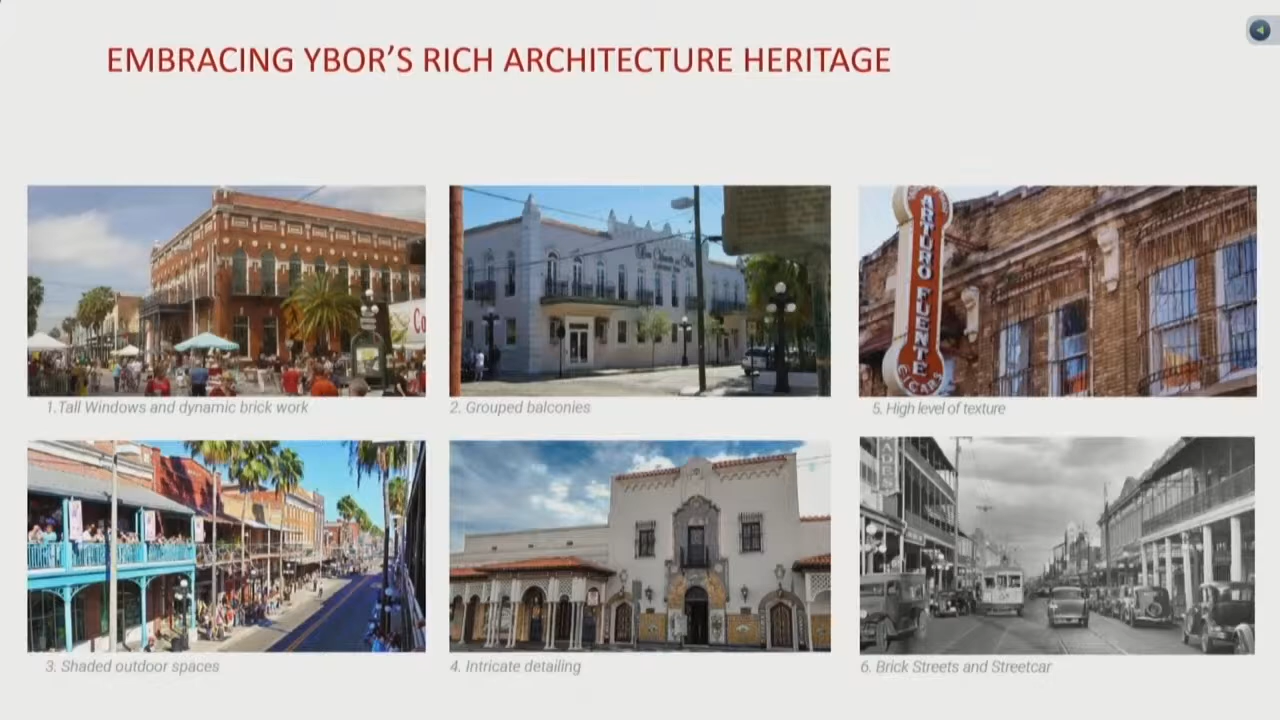 EMBRACING YBOR’S RICH ARCHITECTURE HERITAGE
Co
ARTURO FUENTE
CIGARS
1.Tall Windows and dynamic brick work
2. Grouped balconies
5. High level of texture
3. Shaded outdoor spaces
4. Intricate detailing
6. Brick Streets and Streetcar